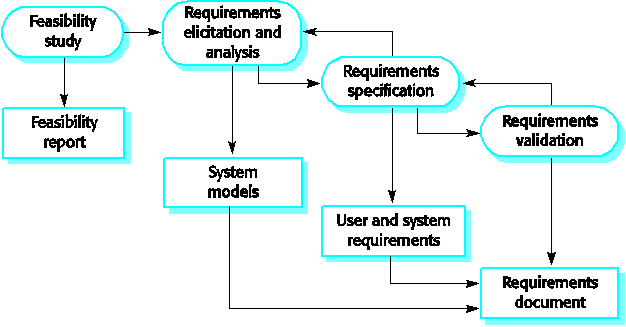 Feasibility
study
Requirements
elicitation and
analysis
Requirements
specification
Requirements
validation
Feasibility
report
System
models
User and system
requirements
Requirements
document